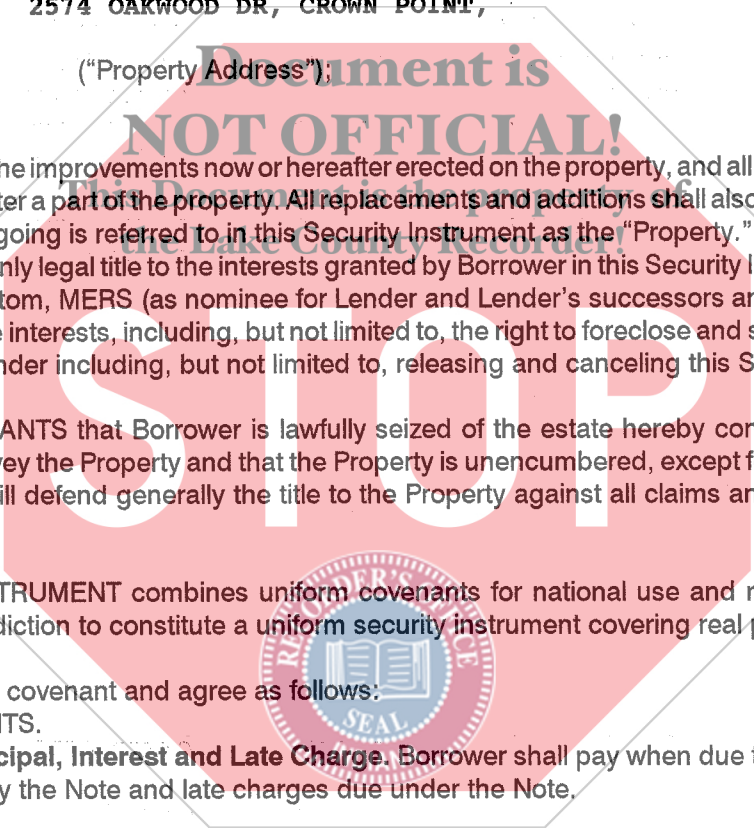 2574 OAKWOOD DR, CROWN POINT,
("Property Address");
Document is
NOT OFFICIAL!
This Document is the property of
the Lake County Recorder!
he improvements now or hereafter erected on the property, and all
ter a part of the property. All replacements and additions shall also
going is referred to in this Security Instrument as the "Property."
nly legal title to the interests granted by Borrower in this Security I
tom, MERS (as nominee for Lender and Lender's successors an
e interests, including, but not limited to, the right to foreclose and s
nder including, but not limited to, releasing and canceling this S
STOP
ANTS that Borrower is lawfully seized of the estate hereby con
vey the Property and that the Property is unencumbered, except f
ill defend generally the title to the Property against all claims an
TRUMENT combines uniform covenants for national use and n
diction to constitute a uniform security instrument covering real p
RECORDER'S OFFICE
SEAL
covenant and agree as follows:
ITS.
cipal, Interest and Late Charge. Borrower shall pay when due t
y the Note and late charges due under the Note.